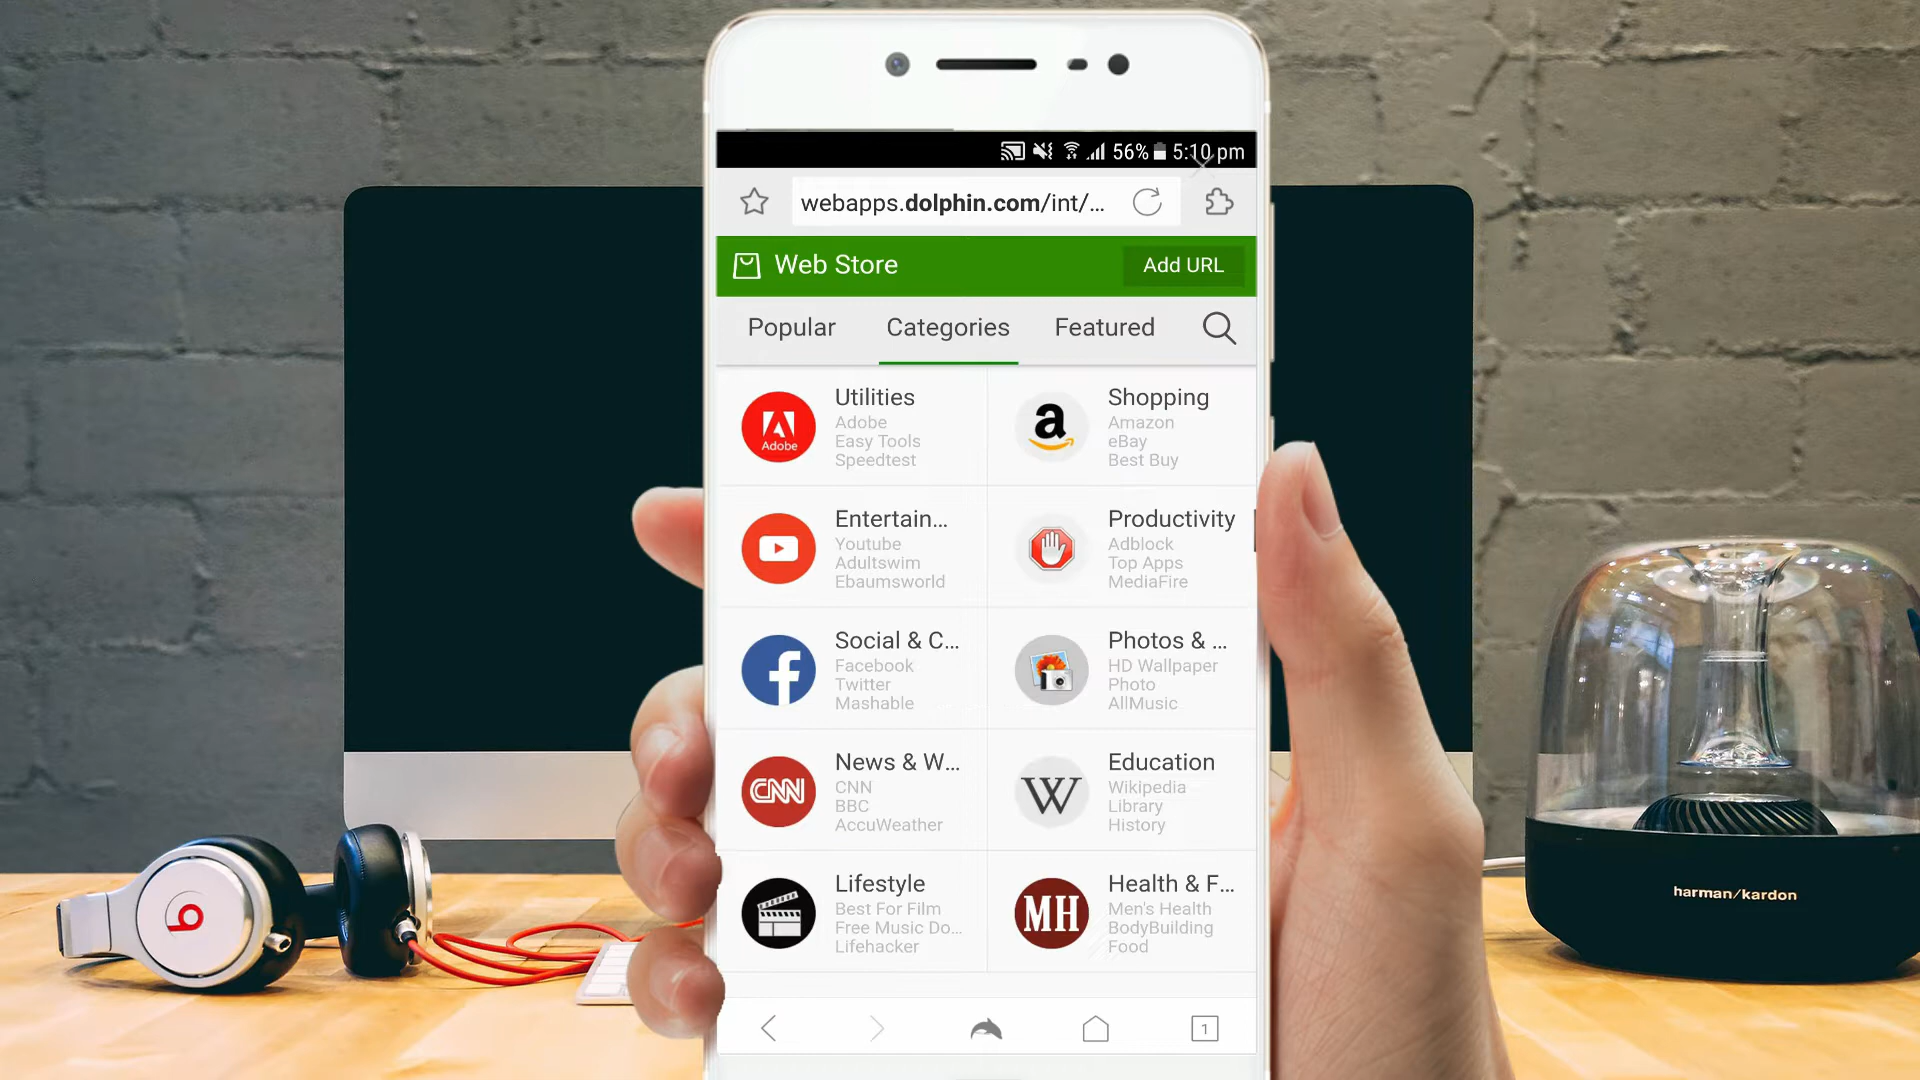 56% 5:10 pm
webapps.dolphin.com/int/...
Web Store
Add URL
Popular Categories Featured
Utilities
Adobe
Easy Tools
Speedtest
Adobe
Shopping
Amazon
eBay
Best Buy
a
Entertain...
Youtube
Adultswim
Ebaumsworld
Productivity
Adblock
Top Apps
MediaFire
Social & C...
Facebook
Twitter
Mashable
f
Photos & ...
HD Wallpaper
Photo
AllMusic
News & W...
CNN
BBC
AccuWeather
CNN
Education
Wikipedia
Library
History
W
Lifestyle
Best For Film
Free Music Do...
Lifehacker
Health & F...
Men's Health
BodyBuilding
Food
MH
1
b
harman/kardon